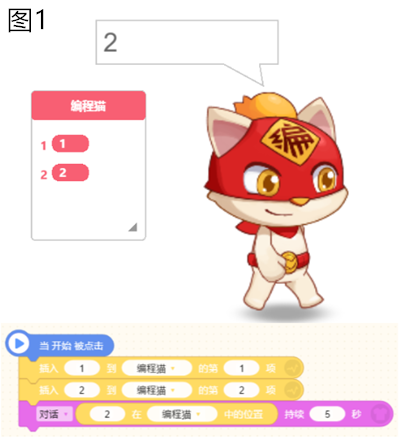 图1
2
编程猫
1 1
2 2
编
当 开始 被点击
插入 1 到 编程猫 的第 1 项
插入 2 到 编程猫 的第 2 项
对话 2 在 编程猫 中的位置 持续 5 秒